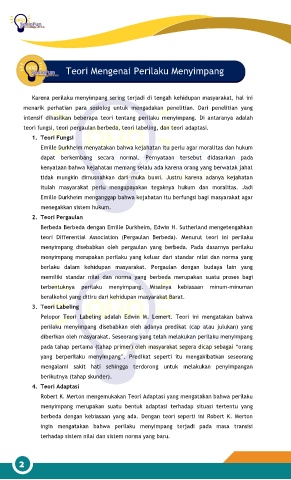 Teori Mengenai Perilaku Menyimpang
Karena perilaku menyimpang sering terjadi di tengah kehidupan masyarakat, hal ini
menarik perhatian para sosiolog untuk mengadakan penelitian. Dari penelitian yang
intensif dihasilkan beberapa teori tentang perilaku menyimpang. Di antaranya adalah
teori fungsi, teori pergaulan berbeda, teori labeling, dan teori adaptasi.
1. Teori Fungsi
Emille Durkheim menyatakan bahwa kejahatan itu perlu agar moralitas dan hukum
dapat berkembang secara normal. Pernyataan tersebut didasarkan pada
kenyataan bahwa kejahatan memang selalu ada karena orang yang berwatak jahat
tidak mungkin dimusnahkan dari muka bumi. Justru karena adanya kejahatan
itulah masyarakat perlu mengupayakan tegaknya hukum dan moralitas. Jadi
Emille Durkheim menganggap bahwa kejahatan itu berfungsi bagi masyarakat agar
menegakkan sistem hukum.
2. Teori Pergaulan
Berbeda Berbeda dengan Emille Durkheim, Edwin H. Sutherland mengetengahkan
teori Differential Association (Pergaulan Berbeda). Menurut teori ini perilaku
menyimpang disebabkan oleh pergaulan yang berbeda. Pada dasarnya perilaku
menyimpang merupakan perilaku yang keluar dari standar nilai dan norma yang
berlaku dalam kehidupan masyarakat. Pergaulan dengan budaya lain yang
memiliki standar nilai dan norma yang berbeda merupakan suatu proses bagi
terbentuknya perilaku menyimpang. Misalnya kebiasaan minum-minuman
beralkohol yang ditiru dari kehidupan masyarakat Barat.
3. Teori Labeling
Pelopor Teori Labeling adalah Edwin M. Lemert. Teori ini mengatakan bahwa
perilaku menyimpang disebabkan oleh adanya predikat (cap atau julukan) yang
diberikan oleh masyarakat. Seseorang yang telah melakukan perilaku menyimpang
pada tahap pertama (tahap primer) oleh masyarakat segera dicap sebagai "orang
yang berperilaku menyimpang". Predikat seperti itu mengakibatkan seseorang
mengalami sakit hati sehingga terdorong untuk melakukan penyimpangan
berikutnya (tahap skunder).
4. Teori Adaptasi
Robert K. Merton mengemukakan Teori Adaptasi yang mengatakan bahwa perilaku
menyimpang merupakan suatu bentuk adaptasi terhadap situasi tertentu yang
berbeda dengan kebiasaan yang ada. Dengan teori seperti ini Robert K. Merton
ingin mengatakan bahwa perilaku menyimpang terjadi pada masa transisi
terhadap sistem nilai dan sistem norma yang baru.
2